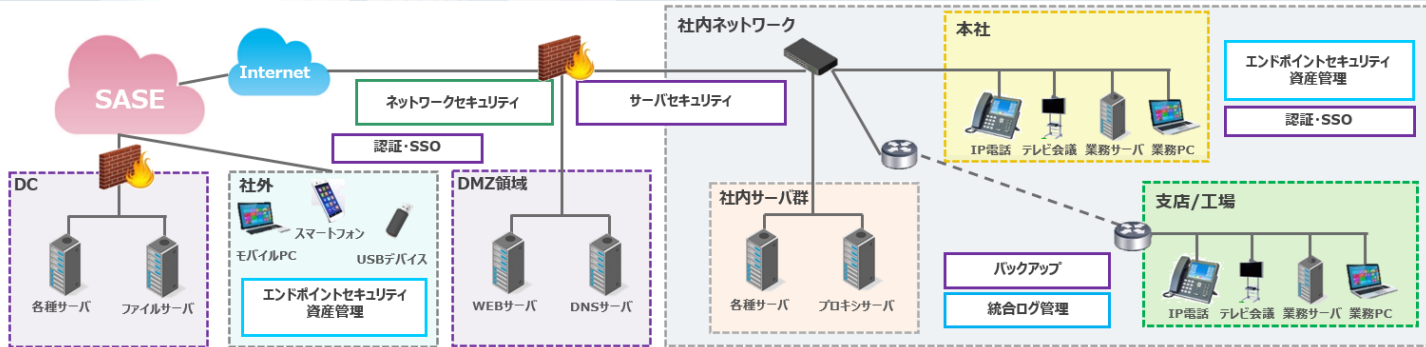 社内ネットワーク
本社
SASE
Internet
ネットワークセキュリティ
サーバセキュリティ
エンドポイントセキュリティ
資産管理
認証・SSO
IP電話
テレビ会議
業務サーバ
業務PC
認証・SSO
DC
各種サーバ
ファイルサーバ
社外
モバイルPC
スマートフォン
USBデバイス
エンドポイントセキュリティ
資産管理
DMZ領域
WEBサーバ
DNSサーバ
社内サーバ群
各種サーバ
プロキシサーバ
バックアップ
統合ログ管理
支店/工場
IP電話
テレビ会議
業務サーバ
業務PC